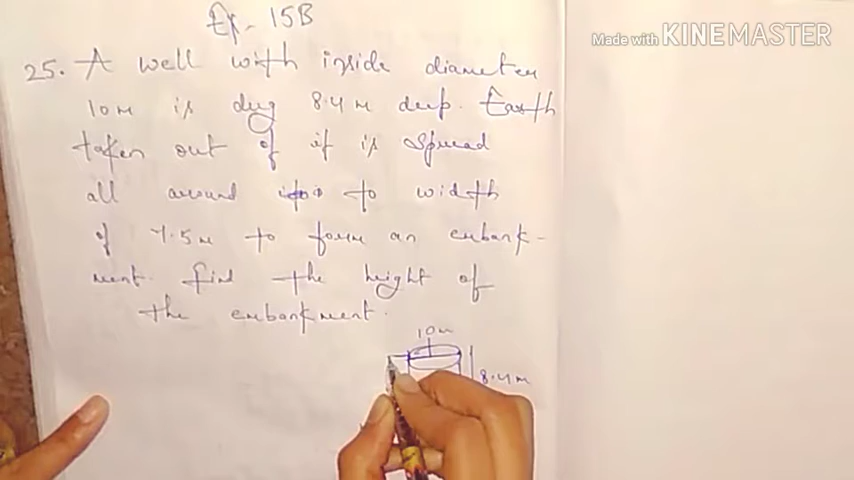 Ex. 15B
Made with KINEMASTER
25. A well with inside diameter
10m is dug 8.4m deep. Earth
taken out of it is spread
all around to width
of 7.5m to form an embank-
ment. find the height of
the embankment.
10m
8.4m